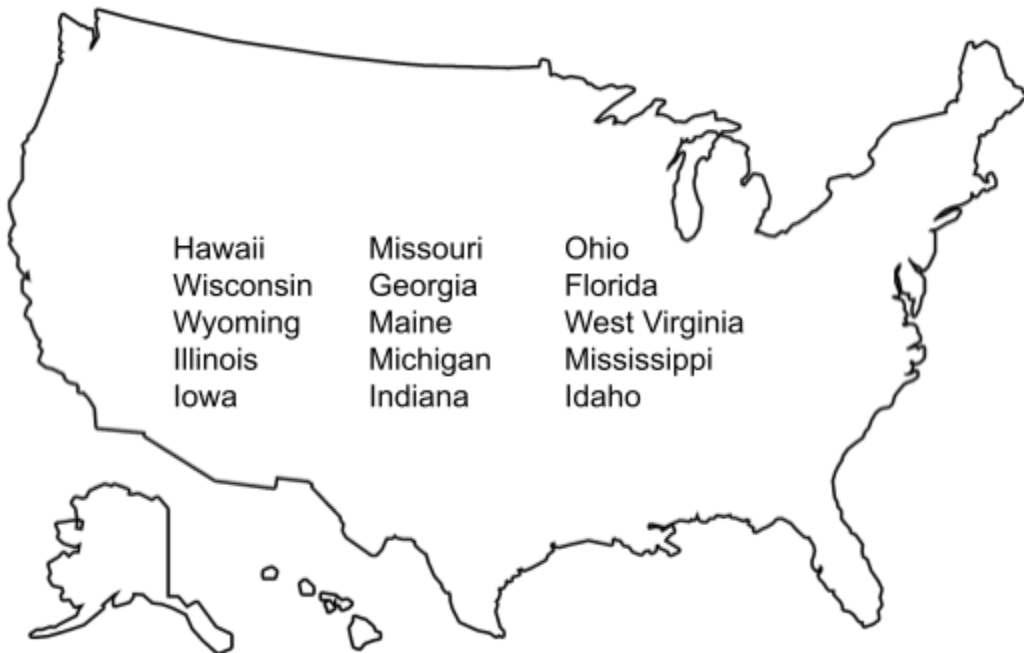 Hawaii
Wisconsin
Wyoming
Illinois
Iowa
Missouri
Georgia
Maine
Michigan
Indiana
Ohio
Florida
West Virginia
Mississippi
Idaho